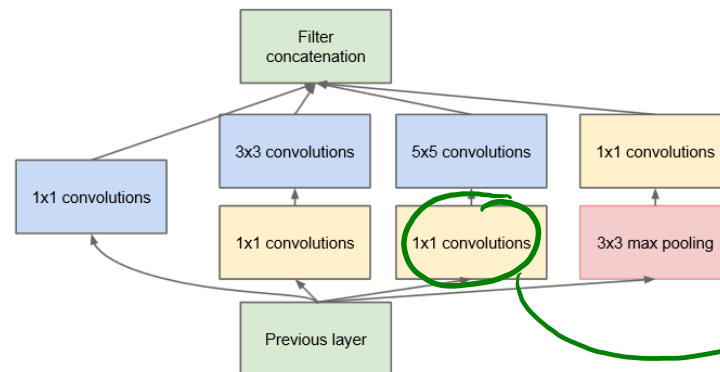 Filter
concatenation
3x3 convolutions
5x5 convolutions
1x1 convolutions
1x1 convolutions
1x1 convolutions
1x1 convolutions
3x3 max pooling
Previous layer